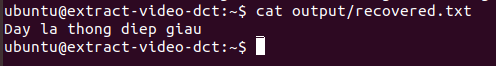 ubuntu@extract-video-dct:~$ cat output/recovered.txt
Day la thong diep giau
ubuntu@extract-video-dct:~$